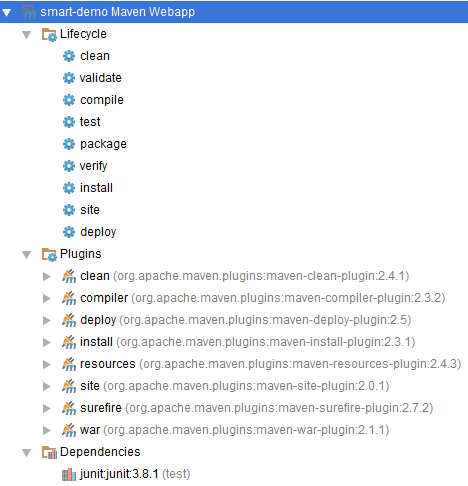 smart-demo Maven Webapp
Lifecycle
clean
validate
compile
test
package
verify
install
site
deploy
Plugins
clean (org.apache.maven.plugins:maven-clean-plugin:2.4.1)
compiler (org.apache.maven.plugins:maven-compiler-plugin:2.3.2)
deploy (org.apache.maven.plugins:maven-deploy-plugin:2.5)
install (org.apache.maven.plugins:maven-install-plugin:2.3.1)
resources (org.apache.maven.plugins:maven-resources-plugin:2.4.3)
site (org.apache.maven.plugins:maven-site-plugin:2.0.1)
surefire (org.apache.maven.plugins:maven-surefire-plugin:2.7.2)
war (org.apache.maven.plugins:maven-war-plugin:2.1.1)
Dependencies
junit:junit:3.8.1 (test)